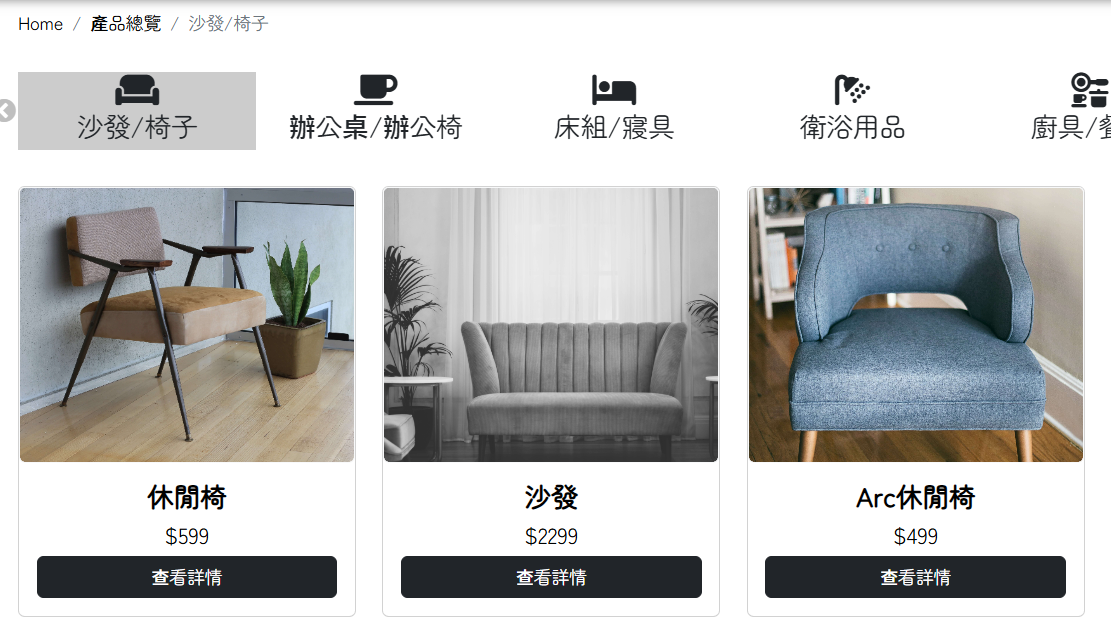 Home / 產品總覽 / 沙發/椅子
沙發/椅子 辦公桌/辦公椅 床組/寢具 衛浴用品 廚具/
休閒椅 沙發 Arc休閒椅
$599 $2299 $499
查看詳情 查看詳情 查看詳情